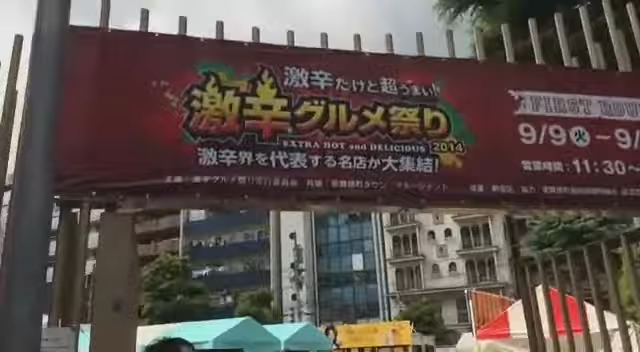 激辛だけど超うまい!!
激辛グルメ祭り
EXTRA HOT and DELICIOUS 2014
激辛界を代表する名店が大集結!
FIRST ROU
9/9㊋～9/
営業時間:11:30～